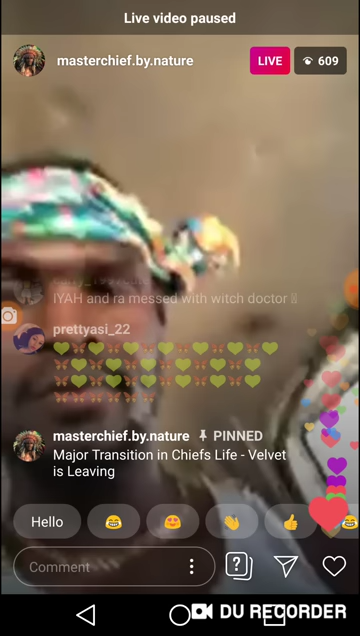 Live video paused
masterchief.by.nature LIVE 609
IYAH and ra messed with witch doctor
prettyasi_22
💚🦋💚🦋💚🦋💚🦋💚🦋💚
🦋💚🦋💚🦋💚🦋💚🦋💚🦋💚
🦋💚🦋💚🦋💚🦋💚🦋💚🦋💚
🦋🦋🦋🦋🦋🦋
masterchief.by.nature PINNED
Major Transition in Chiefs Life - Velvet
is Leaving
Hello 😂 😍 👏 👍 😂
Comment
DU RECORDER